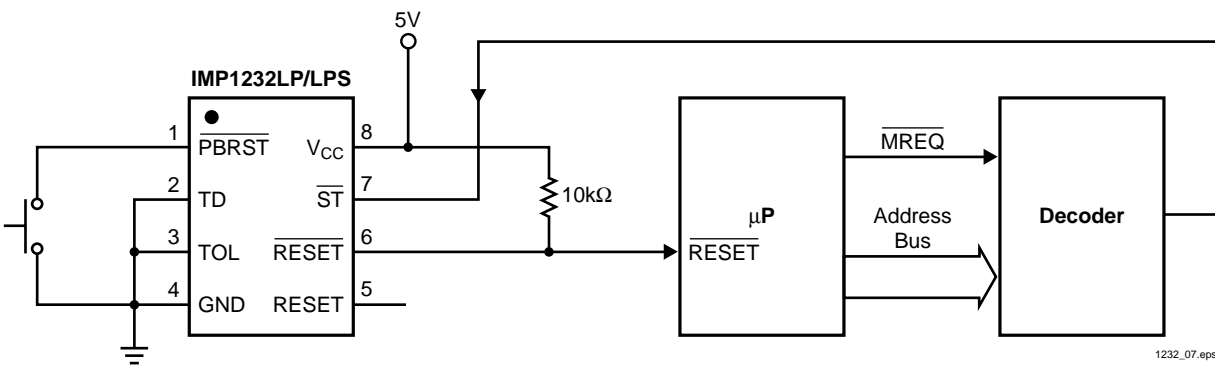 5V
IMP1232LP/LPS
1 PBRST VCC 8
2 TD ST 7
10kΩ
3 TOL RESET 6
4 GND RESET 5
μP
RESET
MREQ
Address
Bus
Decoder
1232_07.eps